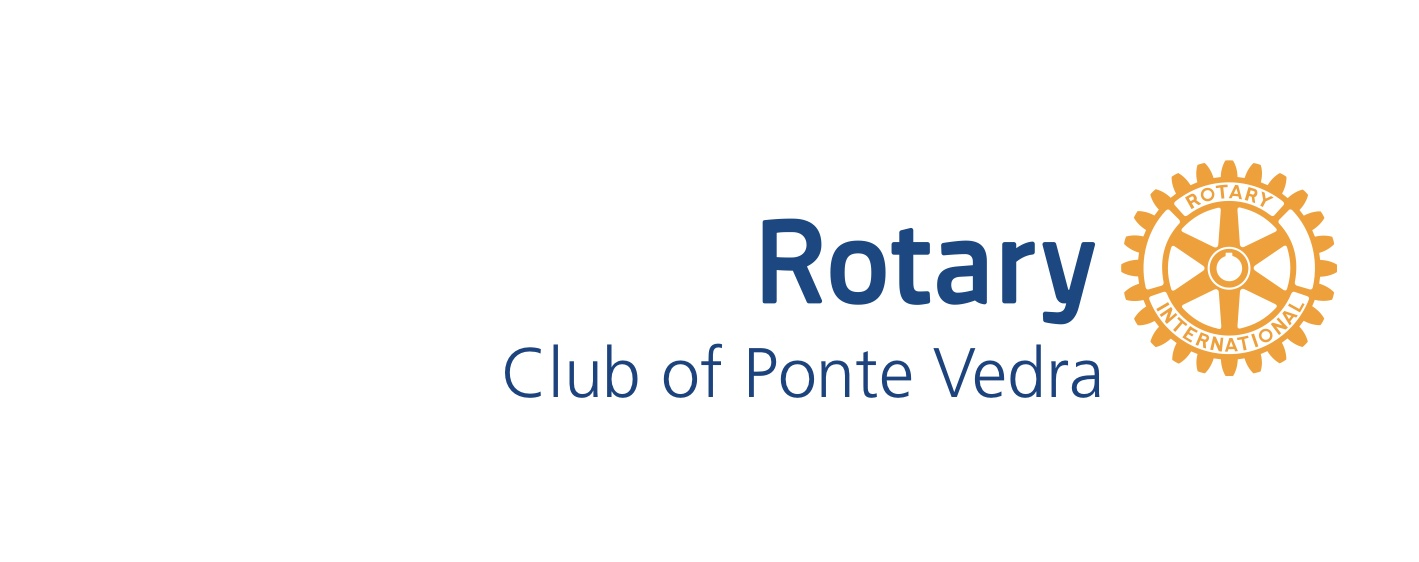 Rotary
Club of Ponte Vedra
ROTARY
INTERNATIONAL